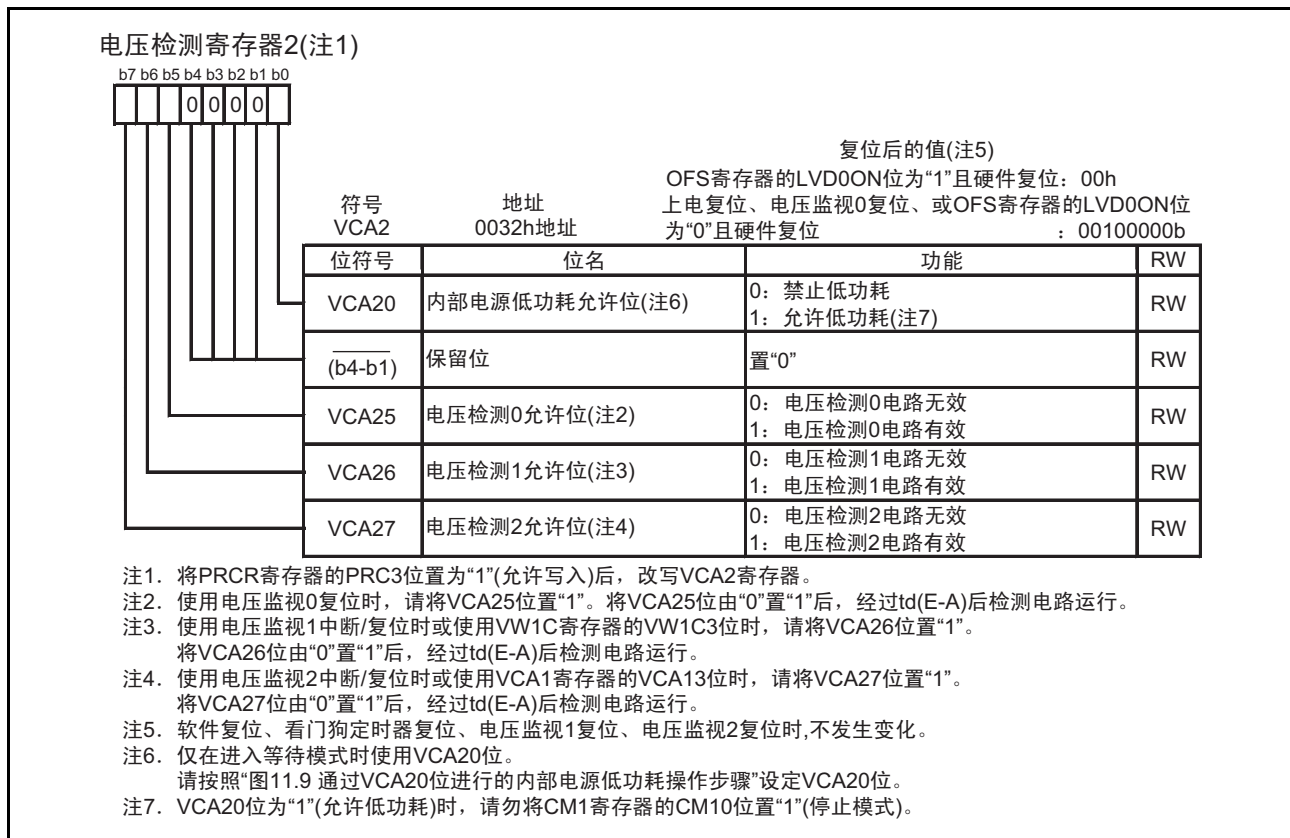 电压检测寄存器2(注1)
b7 b6 b5 b4 b3 b2 b1 b0
0 0 0 0
复位后的值(注5)
OFS寄存器的LVD0ON位为“1”且硬件复位：00h
符号 地址 上电复位、电压监视0复位、或OFS寄存器的LVD0ON位
VCA2 0032h地址 为“0”且硬件复位 ：00100000b
位符号 位名 功能 RW
VCA20 内部电源低功耗允许位(注6) 0：禁止低功耗
1：允许低功耗(注7) RW
(b4-b1) 保留位 置“0” RW
VCA25 电压检测0允许位(注2) 0：电压检测0电路无效
1：电压检测0电路有效 RW
VCA26 电压检测1允许位(注3) 0：电压检测1电路无效
1：电压检测1电路有效 RW
VCA27 电压检测2允许位(注4) 0：电压检测2电路无效
1：电压检测2电路有效 RW
注1. 将PRCR寄存器的PRC3位置为“1”(允许写入)后，改写VCA2寄存器。
注2. 使用电压监视0复位时，请将VCA25位置“1”。将VCA25位由“0”置“1”后，经过td(E-A)后检测电路运行。
注3. 使用电压监视1中断/复位时或使用VW1C寄存器的VW1C3位时，请将VCA26位置“1”。
将VCA26位由“0”置“1”后，经过td(E-A)后检测电路运行。
注4. 使用电压监视2中断/复位时或使用VCA1寄存器的VCA13位时，请将VCA27位置“1”。
将VCA27位由“0”置“1”后，经过td(E-A)后检测电路运行。
注5. 软件复位、看门狗定时器复位、电压监视1复位、电压监视2复位时,不发生变化。
注6. 仅在进入等待模式时使用VCA20位。
请按照“图11.9 通过VCA20位进行的内部电源低功耗操作步骤”设定VCA20位。
注7. VCA20位为“1”(允许低功耗)时，请勿将CM1寄存器的CM10位置“1”(停止模式)。